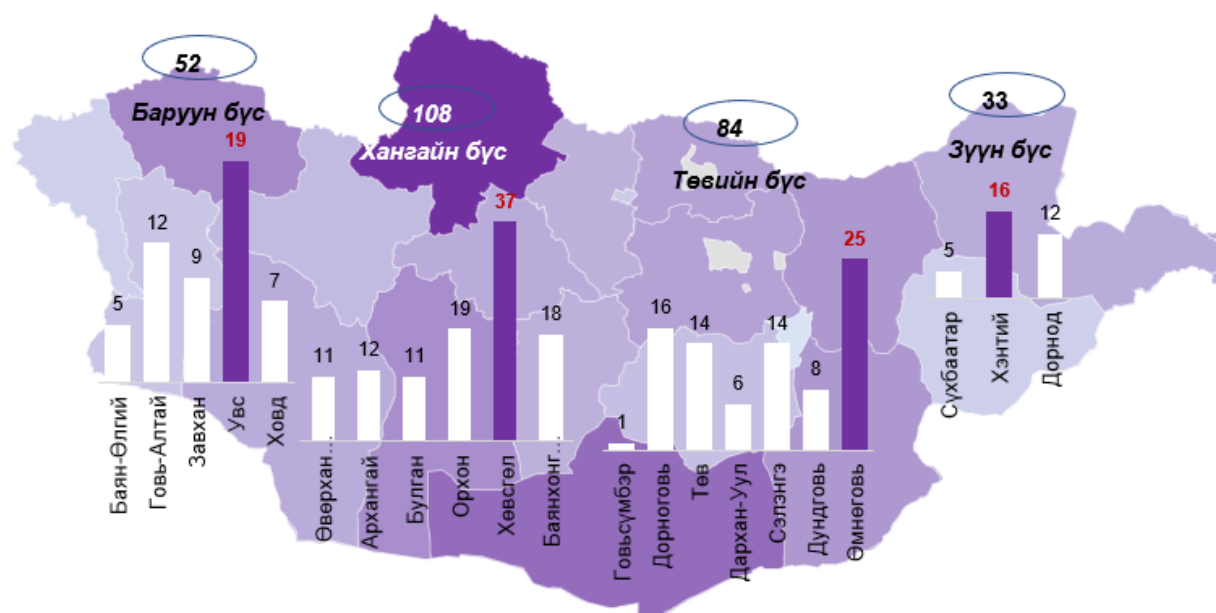 52
Баруун бүс
19
12
9
7
5
Баян-Өлгий
Говь-Алтай
Завхан
Увс
Ховд
108
Хангайн бүс
37
11
12
11
19
18
Өвөрхан...
Архангай
Булган
Орхон
Хөвсгөл
Баянхонг...
84
Төвийн бүс
25
1
16
14
6
14
8
Говьсүмбэр
Дорноговь
Төв
Дархан-Уул
Сэлэнгэ
Дундговь
Өмнөговь
33
Зүүн бүс
5
16
12
Сүхбаатар
Хэнтий
Дорнод